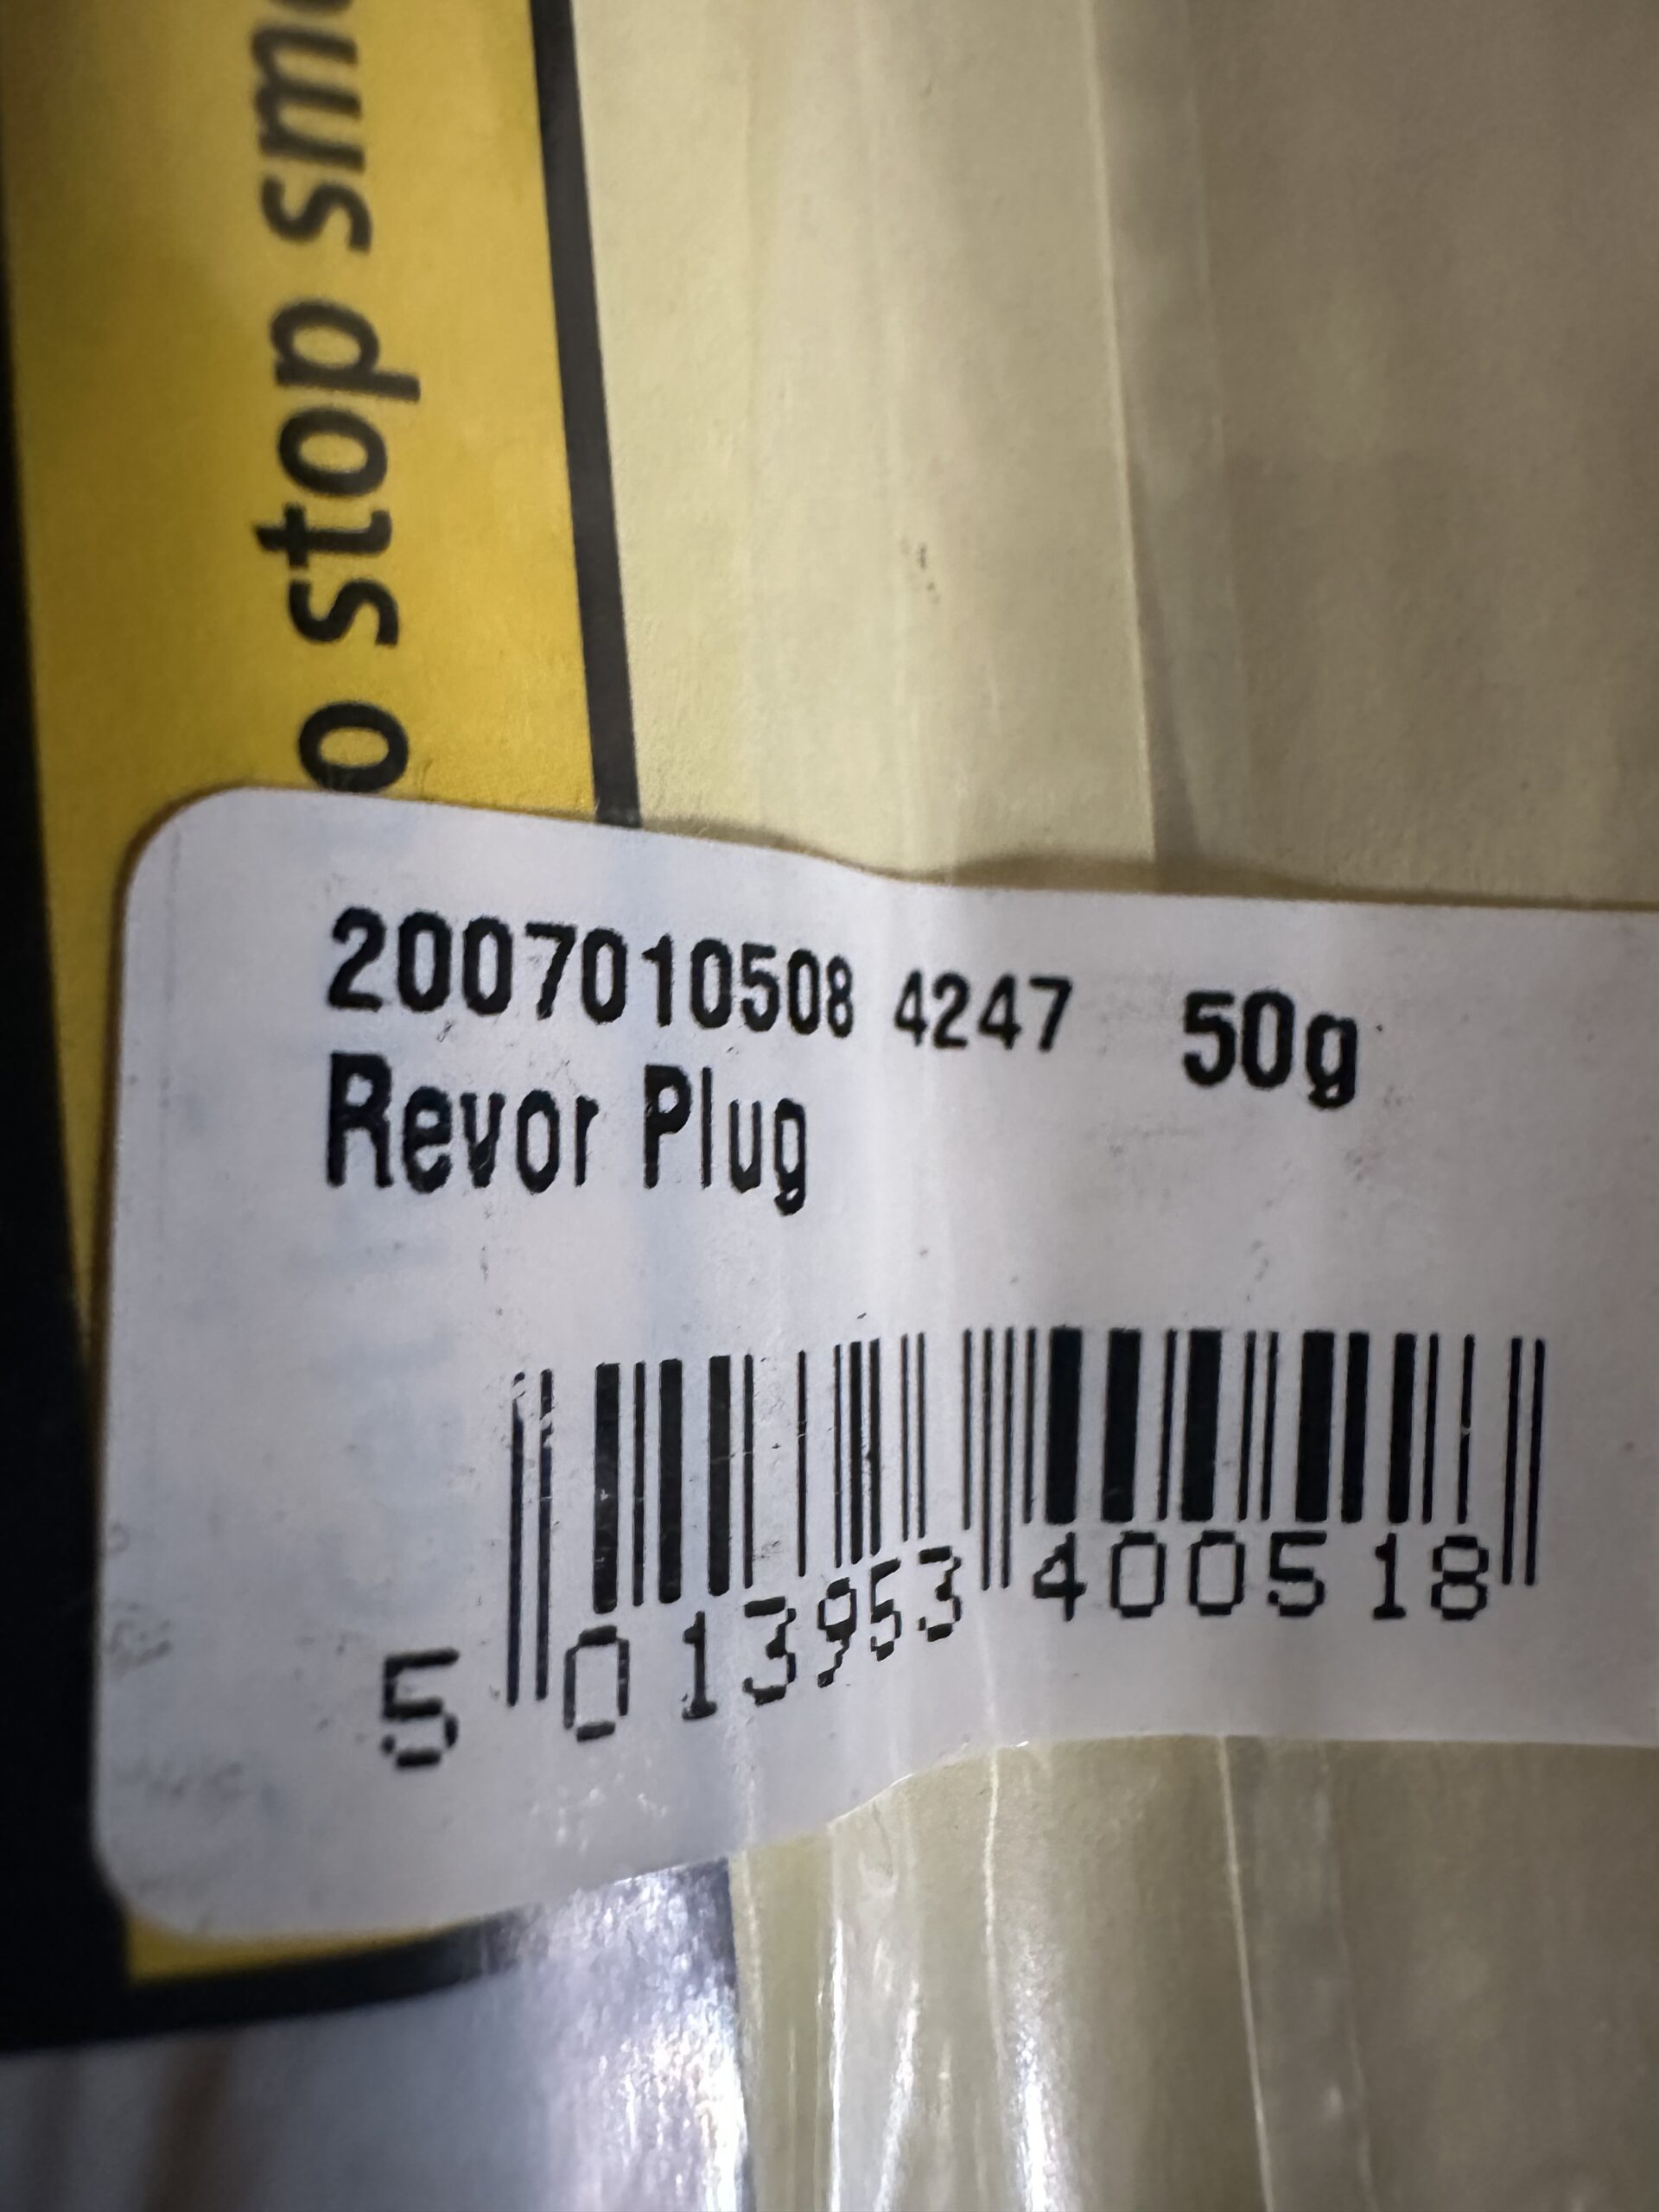 o stop
2007010508 4247 50g
Revor Plug
5 013953 400518